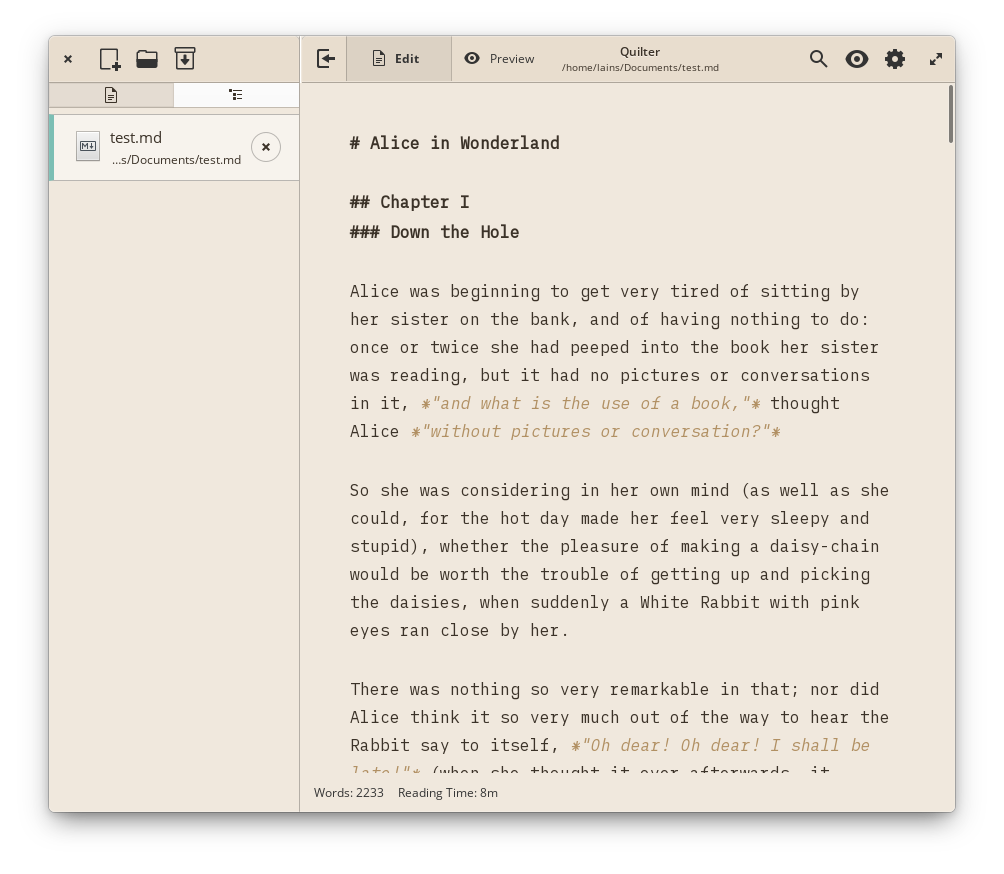 Edit
Preview
Quilter
/home/lains/Documents/test.md
test.md
...s/Documents/test.md
M
# Alice in Wonderland
## Chapter I
### Down the Hole
Alice was beginning to get very tired of sitting by
her sister on the bank, and of having nothing to do:
once or twice she had peeped into the book her sister
was reading, but it had no pictures or conversations
in it, *"and what is the use of a book,"* thought
Alice *"without pictures or conversation?"*
So she was considering in her own mind (as well as she
could, for the hot day made her feel very sleepy and
stupid), whether the pleasure of making a daisy-chain
would be worth the trouble of getting up and picking
the daisies, when suddenly a White Rabbit with pink
eyes ran close by her.
There was nothing so very remarkable in that; nor did
Alice think it so very much out of the way to hear the
Rabbit say to itself, *"Oh dear! Oh dear! I shall be
late!"* (when she thought it over afterwards, it
Words: 2233 Reading Time: 8m